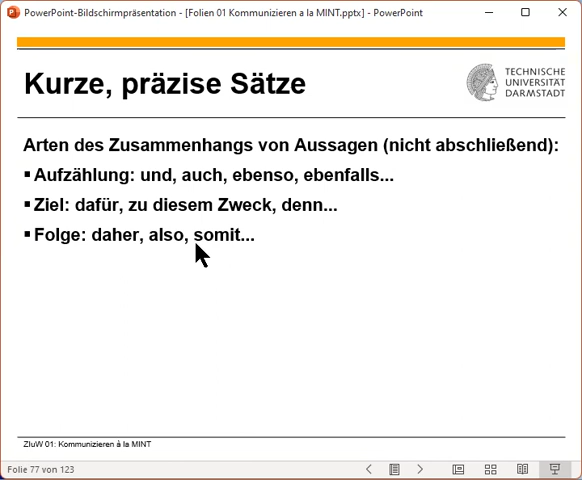 PowerPoint-Bildschirmpräsentation - [Folien 01 Kommunizieren a la MINT.pptx] - PowerPoint
Kurze, präzise Sätze
TECHNISCHE
UNIVERSITÄT
DARMSTADT
Arten des Zusammenhangs von Aussagen (nicht abschließend):
▪ Aufzählung: und, auch, ebenso, ebenfalls...
▪ Ziel: dafür, zu diesem Zweck, denn...
▪ Folge: daher, also, somit...
ZIuW 01: Kommunizieren à la MINT
Folie 77 von 123